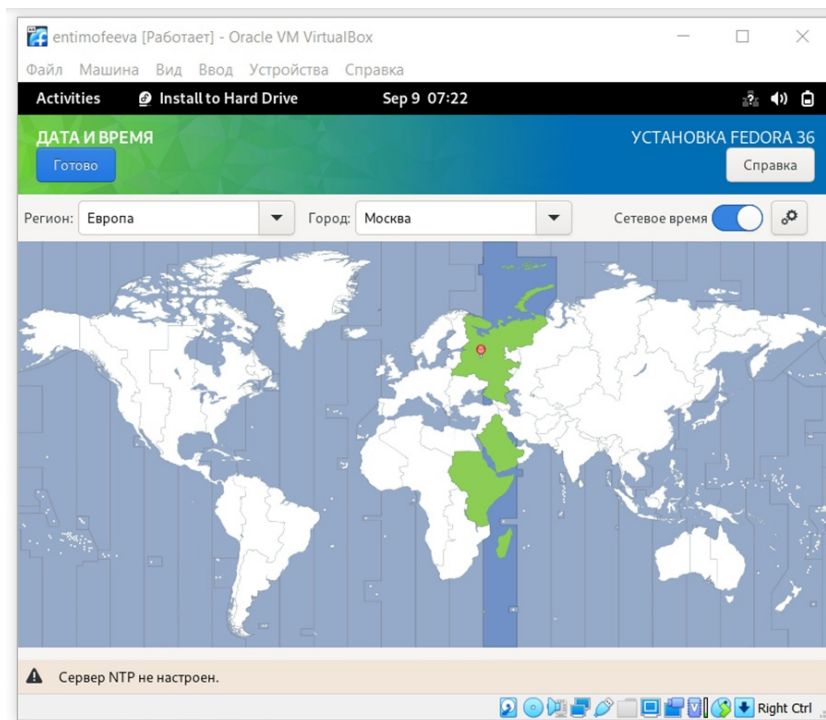 entimofeeva [Работает] - Oracle VM VirtualBox
Файл Машина Вид Ввод Устройства Справка
Activities Install to Hard Drive Sep 9 07:22
ДАТА И ВРЕМЯ УСТАНОВКА FEDORA 36
Готово Справка
Регион: Европа Город: Москва Сетевое время
Сервер NTP не настроен.
Right Ctrl